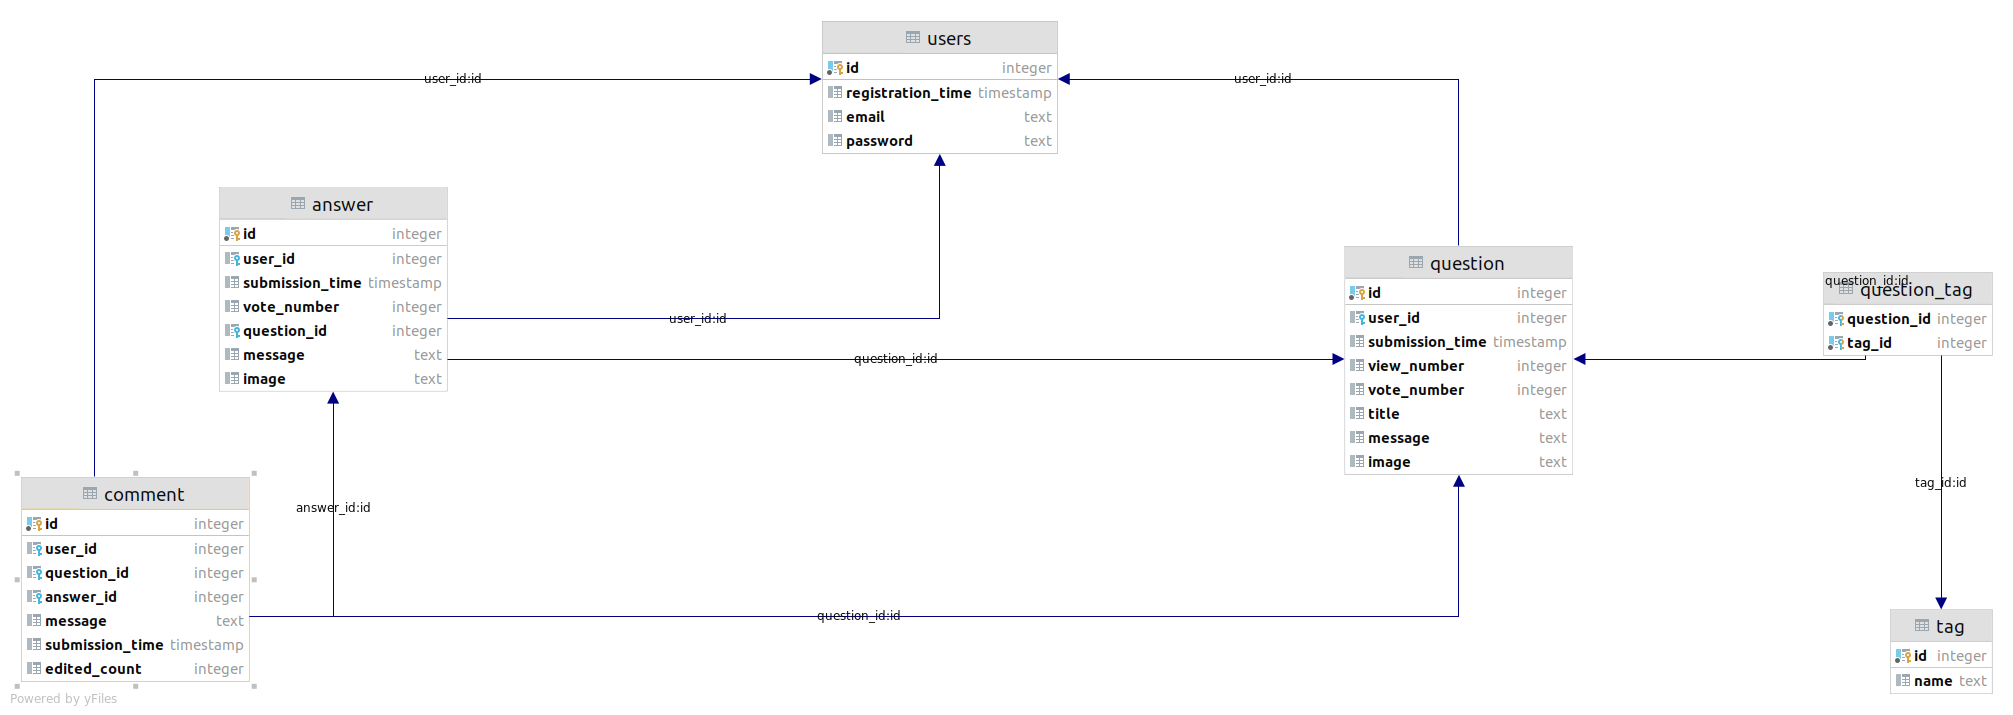 users
id integer
registration_time timestamp
email text
password text
user_id:id
user_id:id
answer
id integer
user_id integer
submission_time timestamp
vote_number integer
question_id integer
message text
image text
user_id:id
question_id:id
question
id integer
user_id integer
submission_time timestamp
view_number integer
vote_number integer
title text
message text
image text
question_id:id
question_tag
question_id integer
tag_id integer
comment
id integer
user_id integer
question_id integer
answer_id integer
message text
submission_time timestamp
edited_count integer
answer_id:id
question_id:id
tag_id:id
tag
id integer
name text
Powered by yFiles